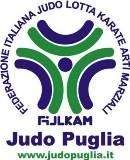 FEDERAZIONE ITALIANA JUDO LOTTA KARATE ARTI MARZIALI
FIJLKAM
Judo Puglia
www.judopuglia.it